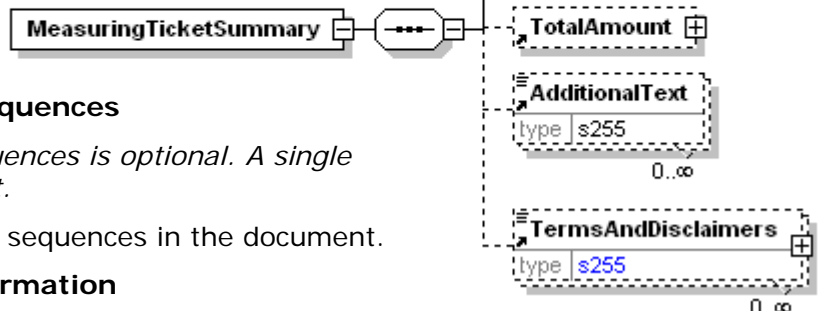 MeasuringTicketSummary
TotalAmount
AdditionalText
type s255
0..∞
quences
uences is optional. A single
t.
sequences in the document.
rmation
TermsAndDisclaimers
type s255
0..∞